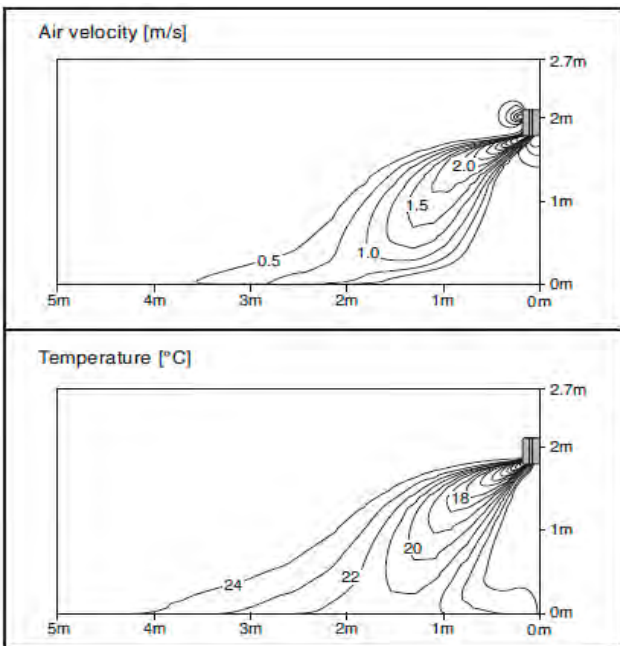 Air velocity [m/s]
2.7m
2m
2.0
1.5
1m
1.0
0.5
0m
5m 4m 3m 2m 1m 0m
Temperature [°C]
2.7m
2m
18
1m
20
22
24
0m
5m 4m 3m 2m 1m 0m